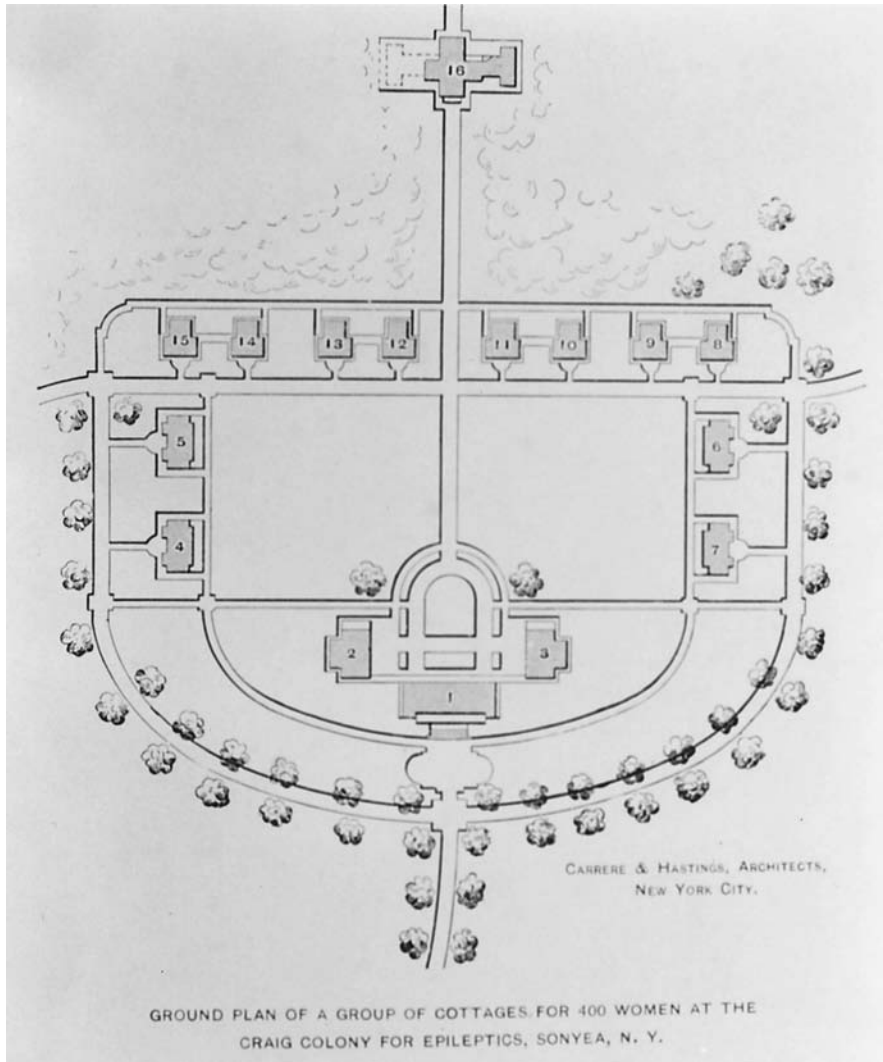 16
15 14 13 12 11 10 9 8
5 6
4 7
2 3
1
CARRERE & HASTINGS, ARCHITECTS,
NEW YORK CITY.
GROUND PLAN OF A GROUP OF COTTAGES FOR 400 WOMEN AT THE
CRAIG COLONY FOR EPILEPTICS, SONYEA, N. Y.